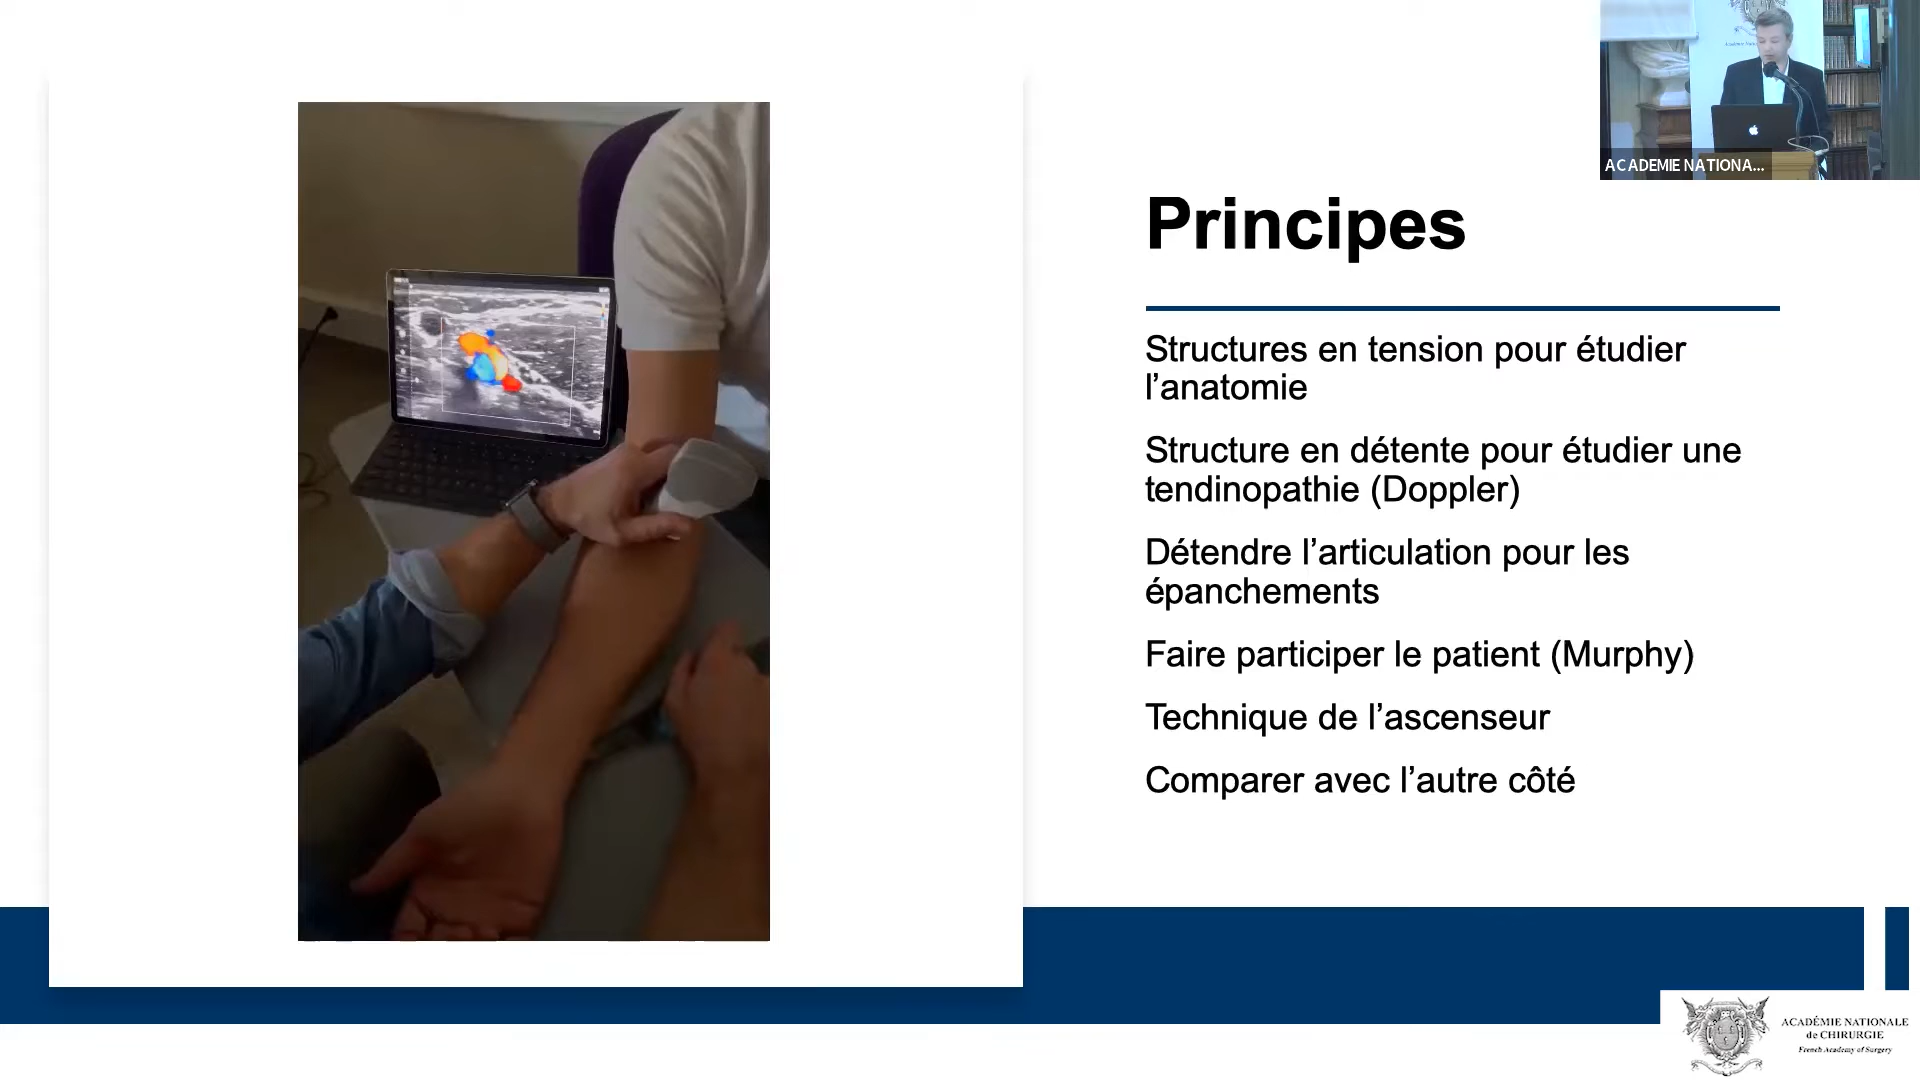 ACADEMIE NATIONA...
Principes
Structures en tension pour étudier
l’anatomie
Structure en détente pour étudier une
tendinopathie (Doppler)
Détendre l’articulation pour les
épanchements
Faire participer le patient (Murphy)
Technique de l’ascenseur
Comparer avec l’autre côté
ACADÉMIE NATIONALE
de CHIRURGIE
French Academy of Surgery